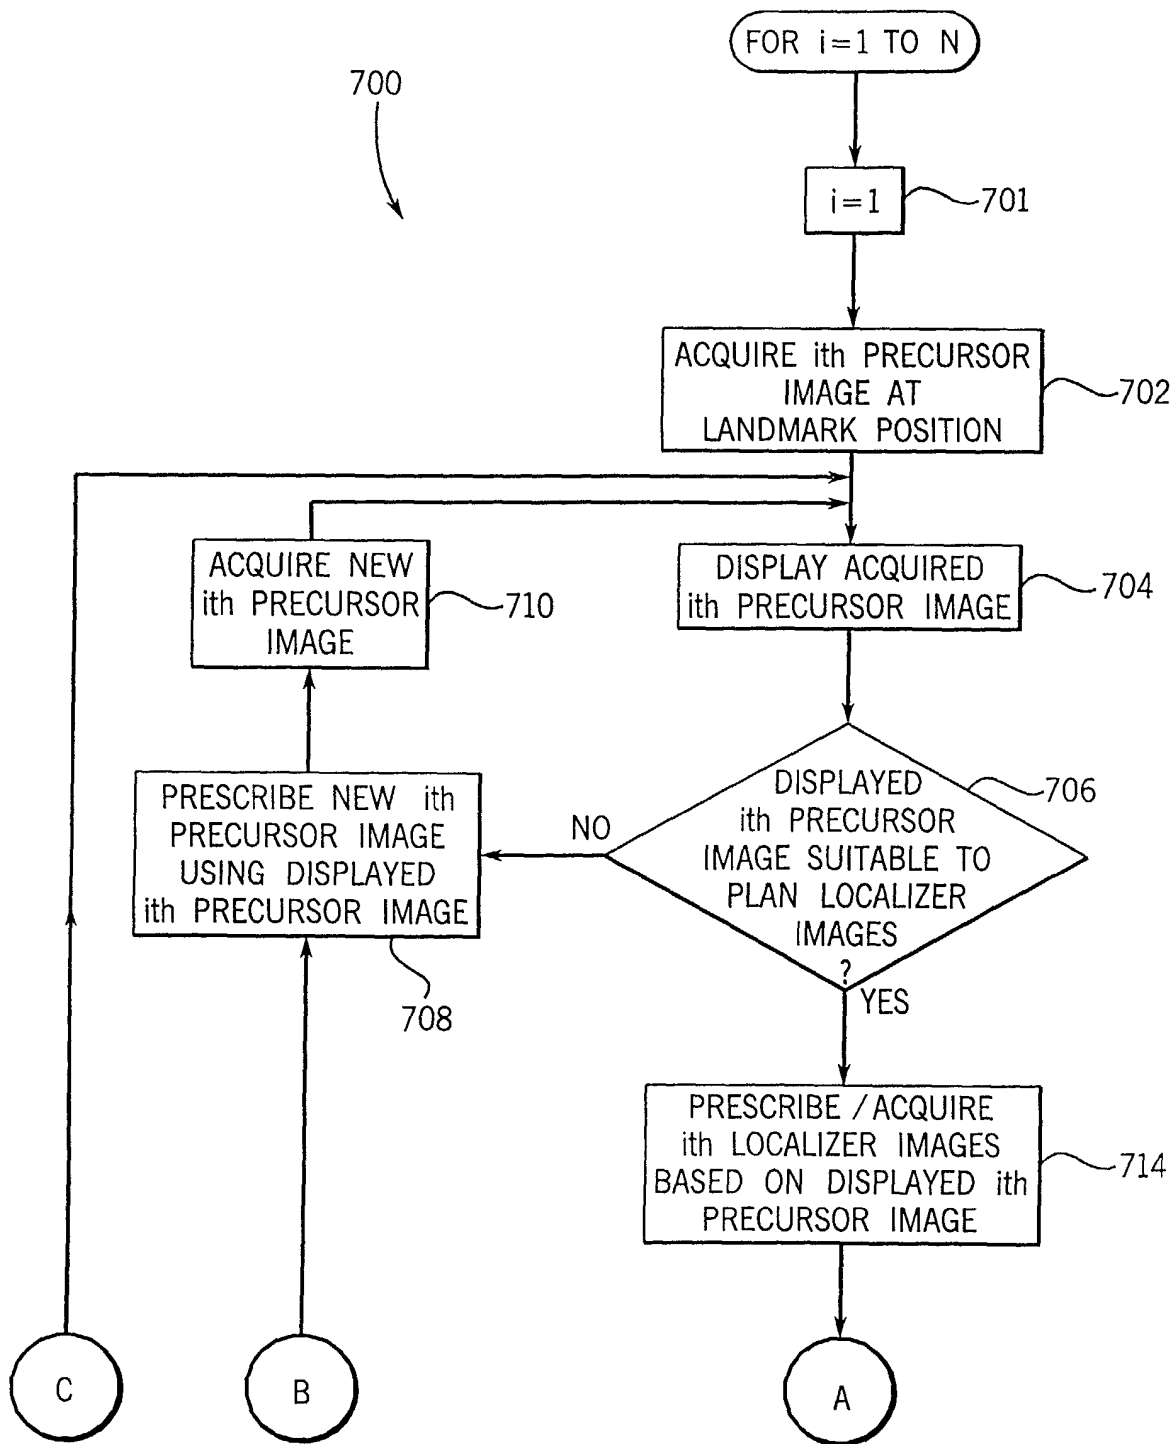 FOR i=1 TO N
700
i=1
701
ACQUIRE ith PRECURSOR
IMAGE AT
LANDMARK POSITION
702
ACQUIRE NEW
ith PRECURSOR
IMAGE
710
DISPLAY ACQUIRED
ith PRECURSOR IMAGE
704
PRESCRIBE NEW ith
PRECURSOR IMAGE
USING DISPLAYED
ith PRECURSOR IMAGE
708
NO
DISPLAYED
ith PRECURSOR
IMAGE SUITABLE TO
PLAN LOCALIZER
IMAGES
?
706
YES
PRESCRIBE / ACQUIRE
ith LOCALIZER IMAGES
BASED ON DISPLAYED ith
PRECURSOR IMAGE
714
C
B
A